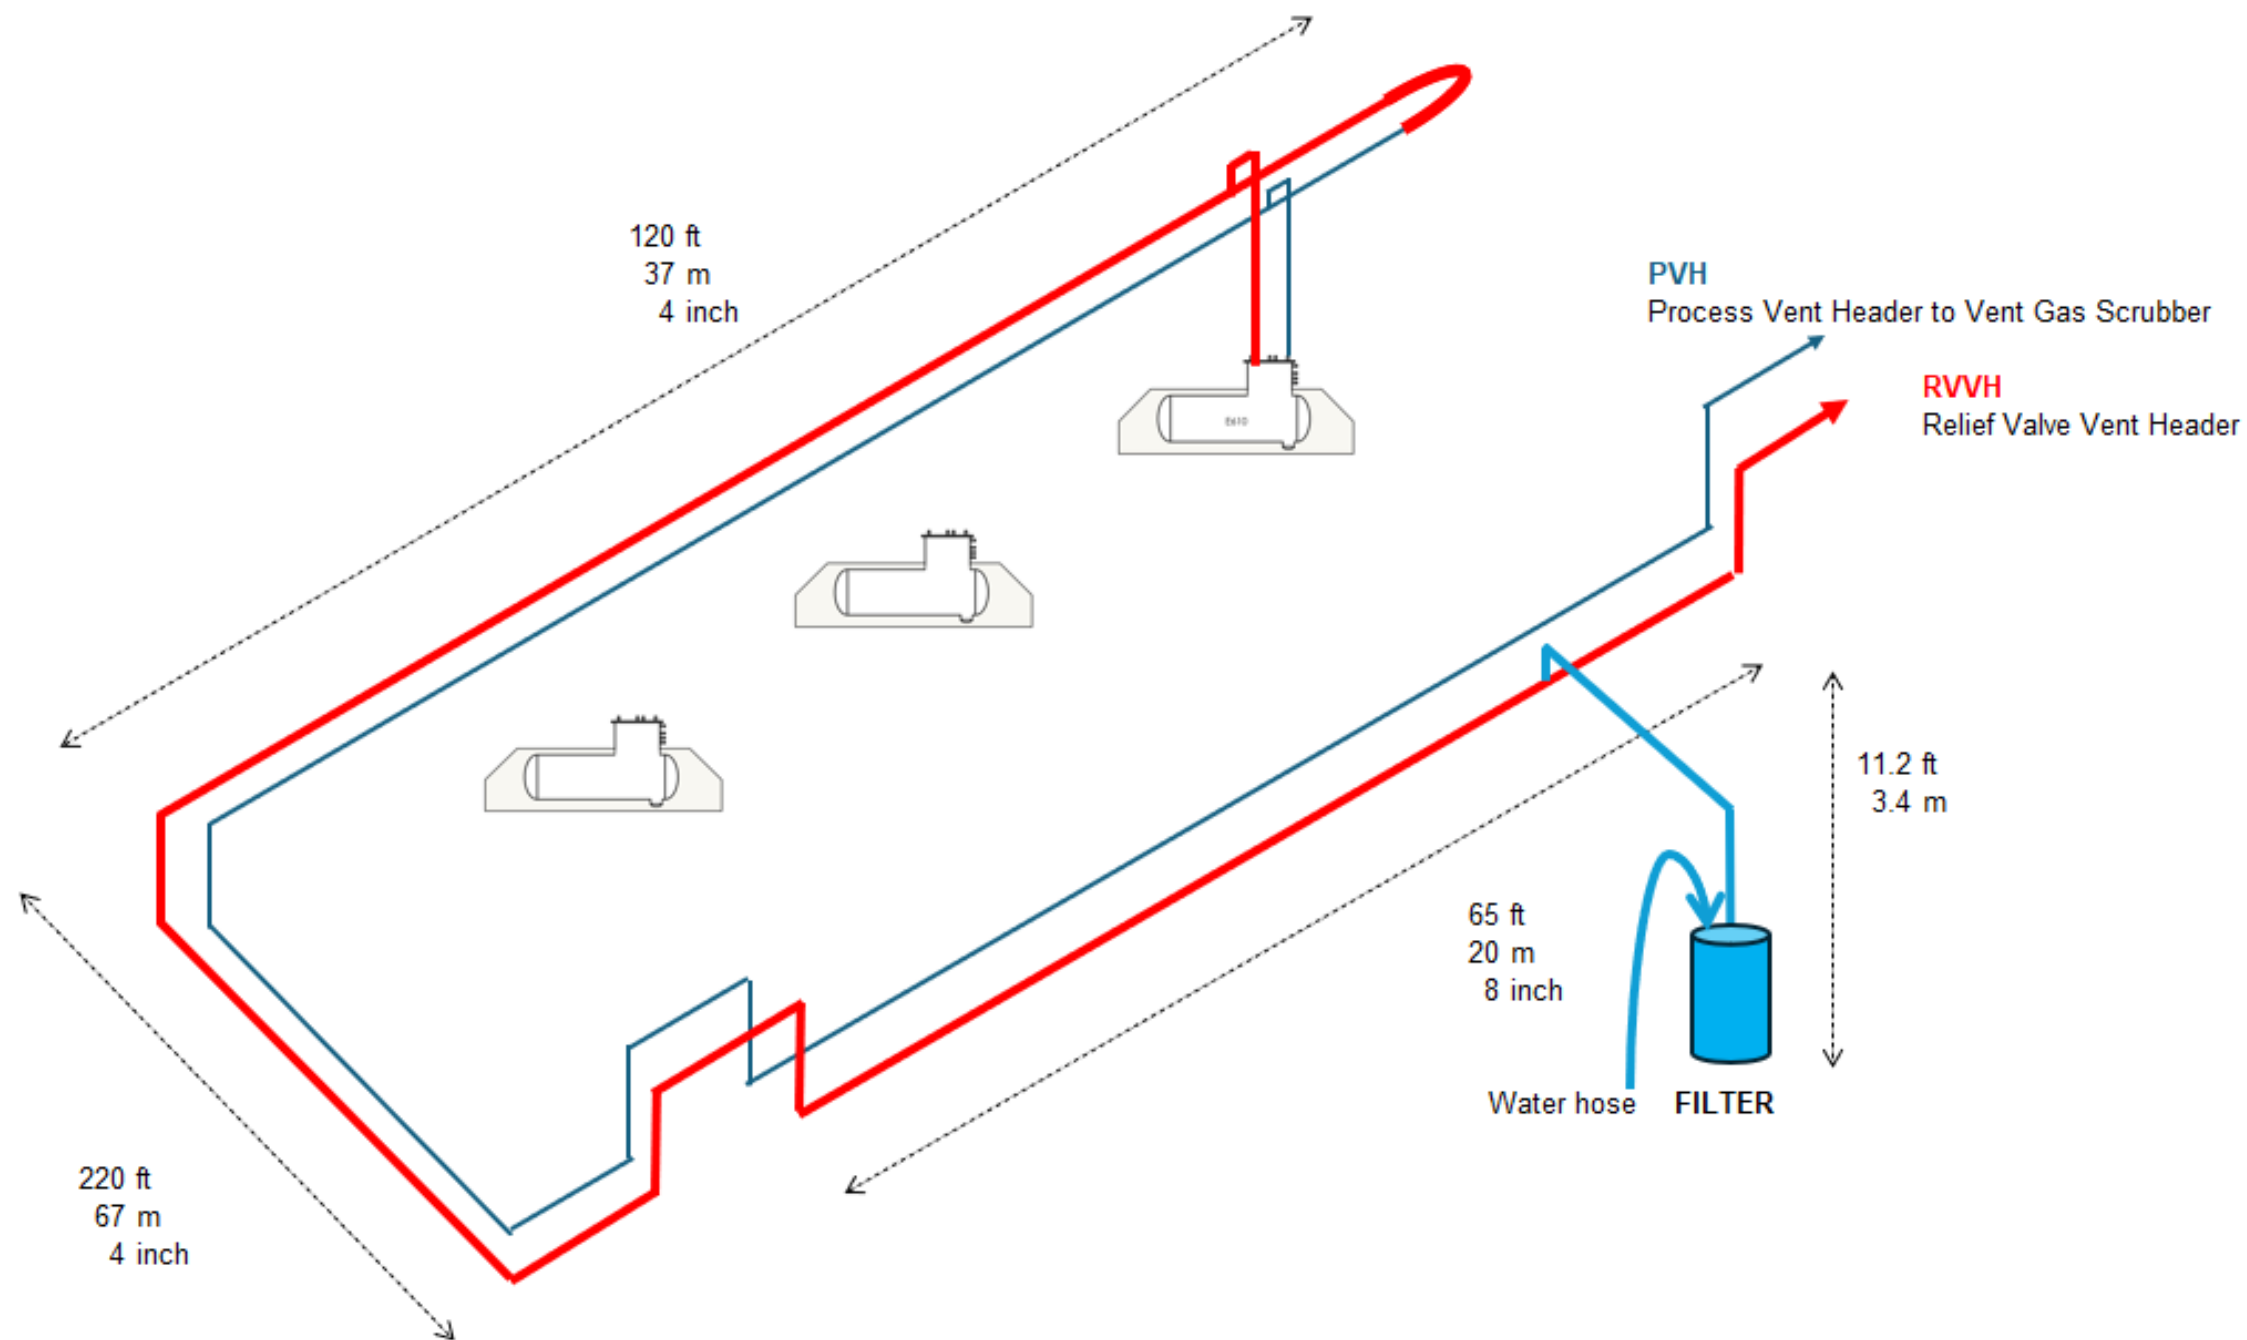 120 ft
37 m
4 inch
PVH
Process Vent Header to Vent Gas Scrubber
RVVH
Relief Valve Vent Header
E610
11.2 ft
3.4 m
65 ft
20 m
8 inch
Water hose
FILTER
220 ft
67 m
4 inch